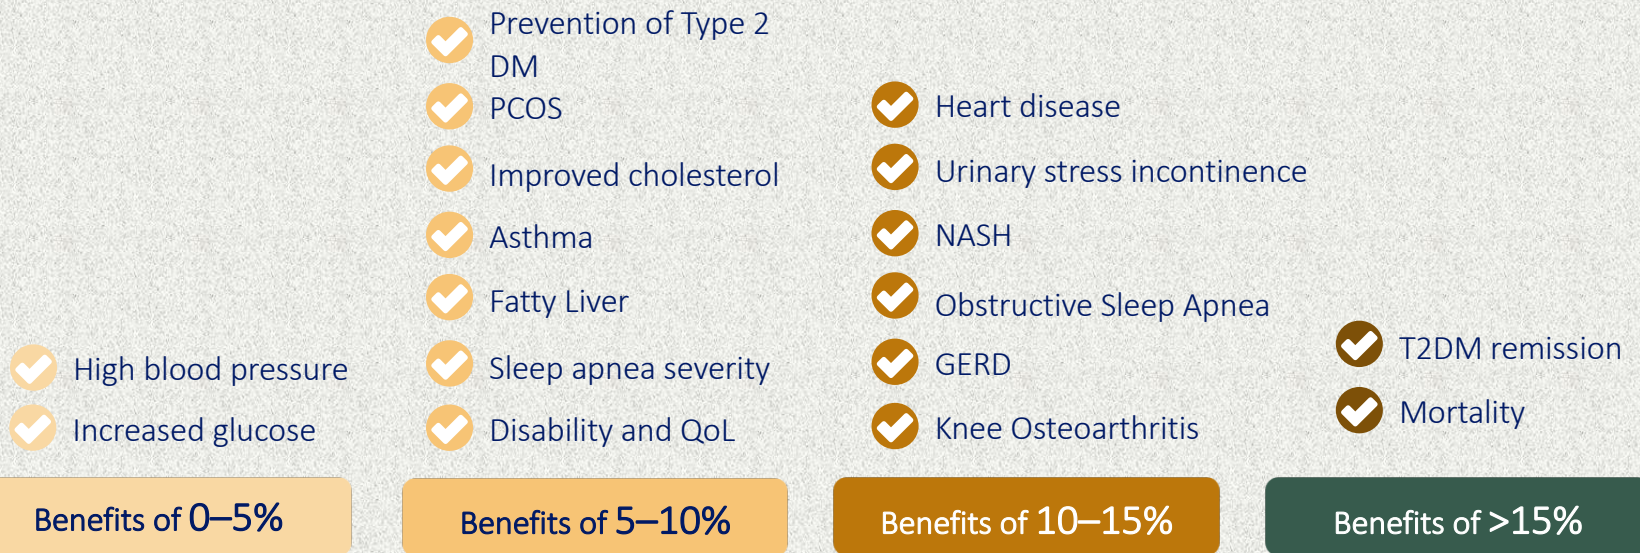 High blood pressure
Increased glucose
Benefits of 0–5%
Prevention of Type 2
DM
PCOS
Improved cholesterol
Asthma
Fatty Liver
Sleep apnea severity
Disability and QoL
Benefits of 5–10%
Heart disease
Urinary stress incontinence
NASH
Obstructive Sleep Apnea
GERD
Knee Osteoarthritis
Benefits of 10–15%
T2DM remission
Mortality
Benefits of >15%